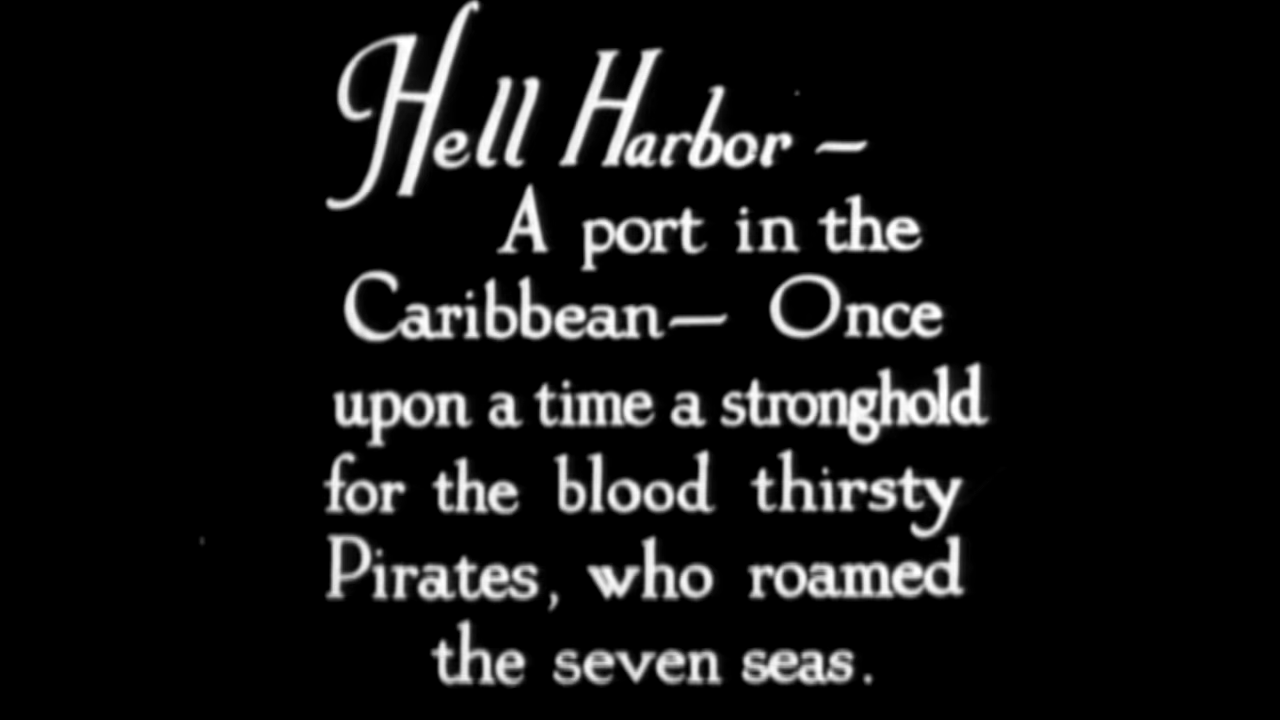 Hell Harbor —
A port in the
Caribbean — Once
upon a time a stronghold
for the blood thirsty
Pirates, who roamed
the seven seas.